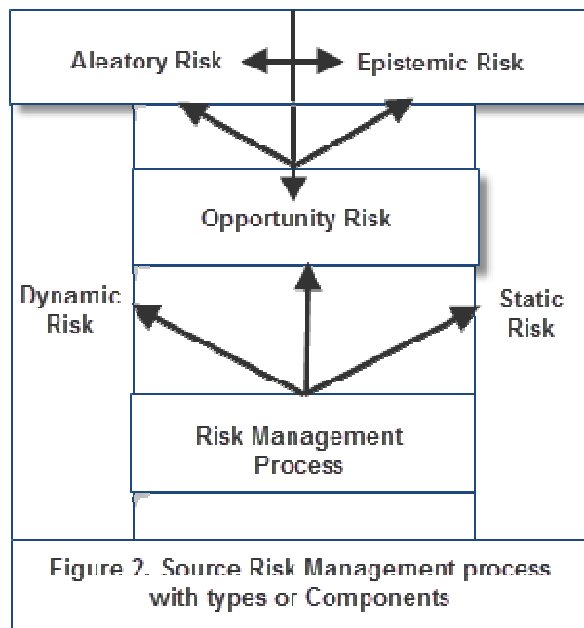 Aleatory Risk
Epistemic Risk
Opportunity Risk
Dynamic
Risk
Static
Risk
Risk Management
Process
Figure 2. Source Risk Management process
with types or Components